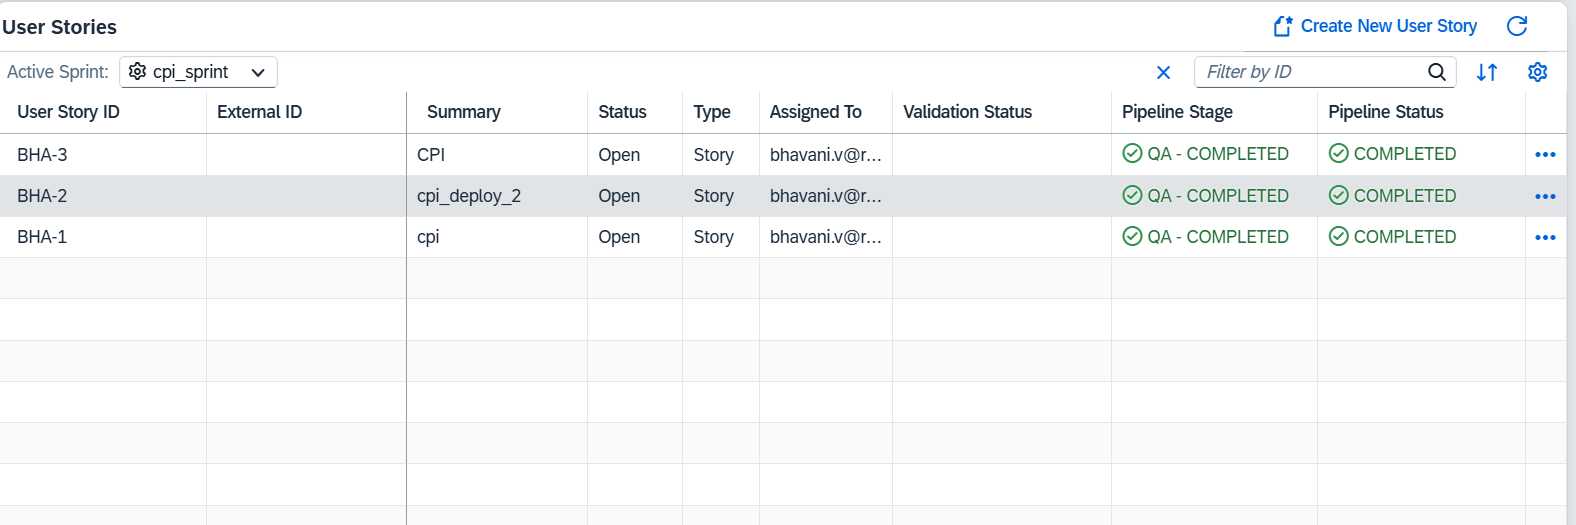 User Stories
Create New User Story
Active Sprint: cpi_sprint
Filter by ID
User Story ID External ID Summary Status Type Assigned To Validation Status Pipeline Stage Pipeline Status
BHA-3 CPI Open Story bhavani.v@r... QA - COMPLETED COMPLETED
BHA-2 cpi_deploy_2 Open Story bhavani.v@r... QA - COMPLETED COMPLETED
BHA-1 cpi Open Story bhavani.v@r... QA - COMPLETED COMPLETED